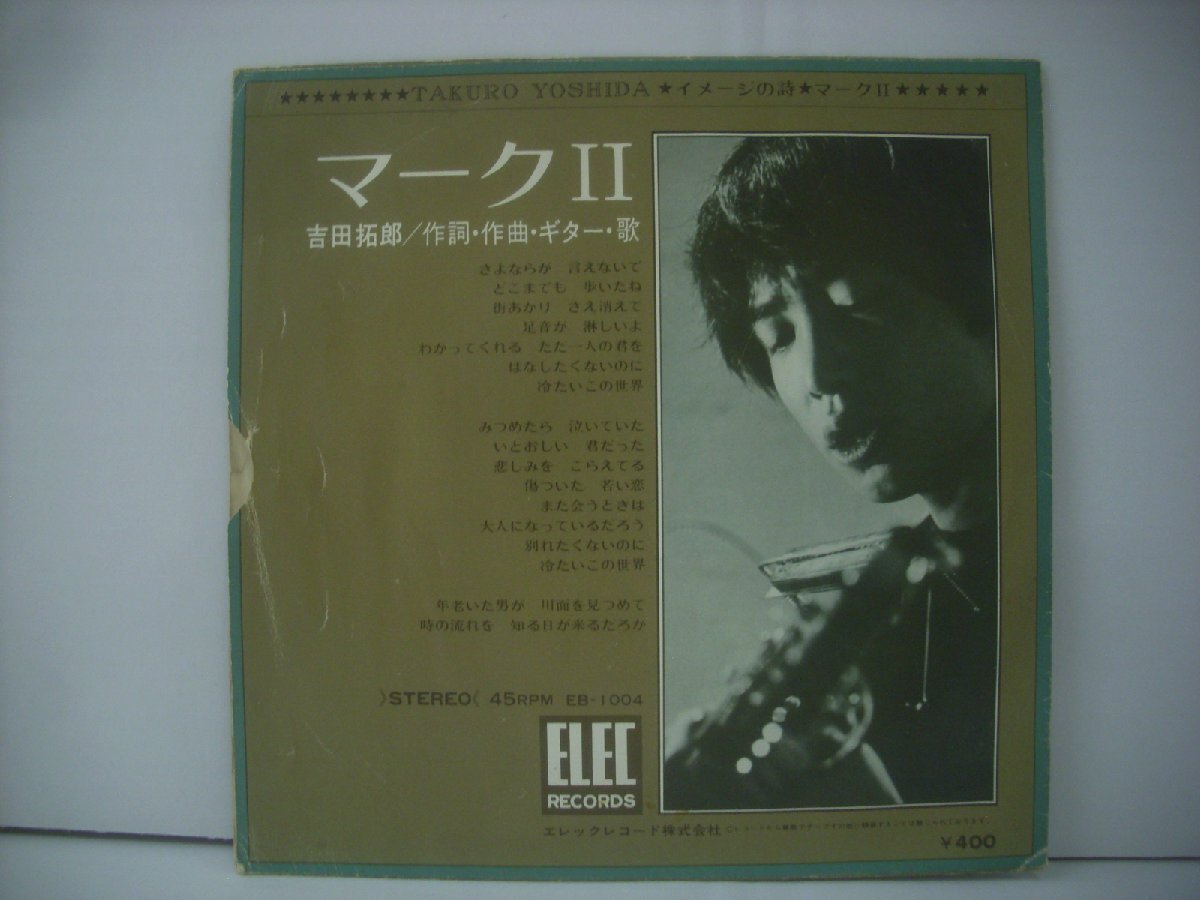 ★★★★★★★★TAKURO YOSHIDA★イメージの詩★マークII★★★★★
マークII
吉田拓郎/作詞・作曲・ギター・歌
さよならが 言えないで
どこまでも 歩いたね
街あかり さえ消えて
足音が 淋しいよ
わかってくれる たた一人の君を
はなしたくないのに
冷たいこの世界
みつめたら 泣いていた
いとおしい 君だった
悲しみを こらえてる
傷ついた 若い恋
また会うときは
大人になっているだろう
別れたくないのに
冷たいこの世界
年老いた男が 川面を見つめて
時の流れを 知る日が来るだろか
》STEREO《 45RPM EB-1004
ELEC
RECORDS
エレックレコード株式会社
¥400